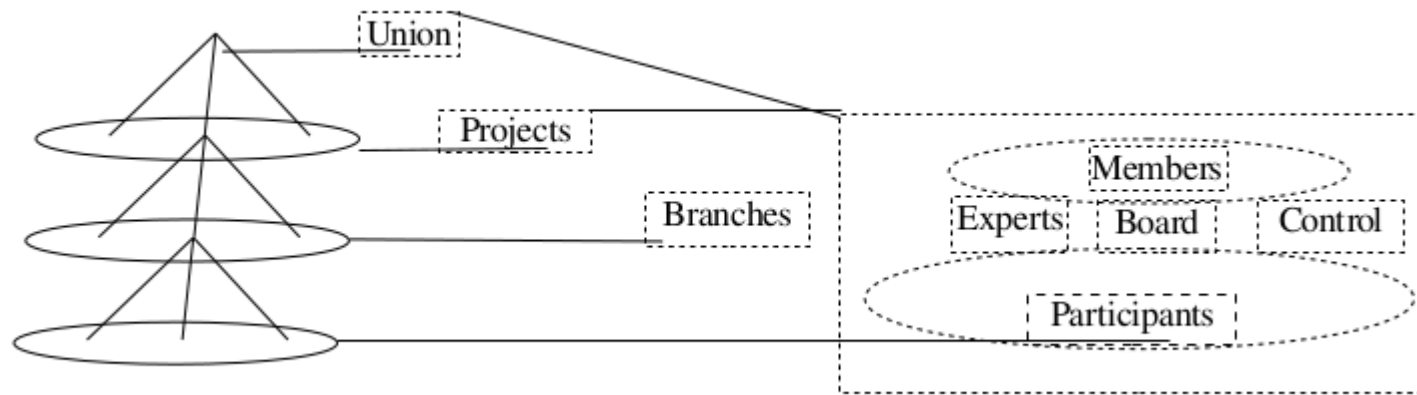 Union
Projects
Members
Branches
Experts
Board
Control
Participants